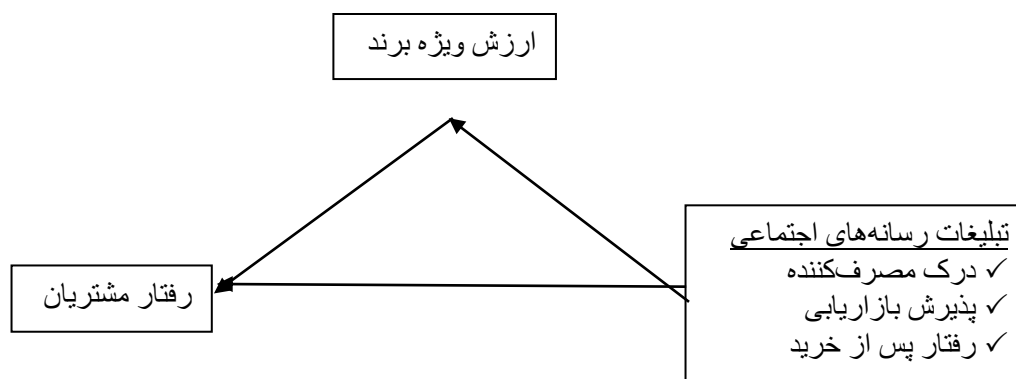 ارزش ویژه برند
تبلیغات رسانه‌های اجتماعی
✓ درک مصرف‌کننده
✓ پذیرش بازاریابی
✓ رفتار پس از خرید
رفتار مشتریان